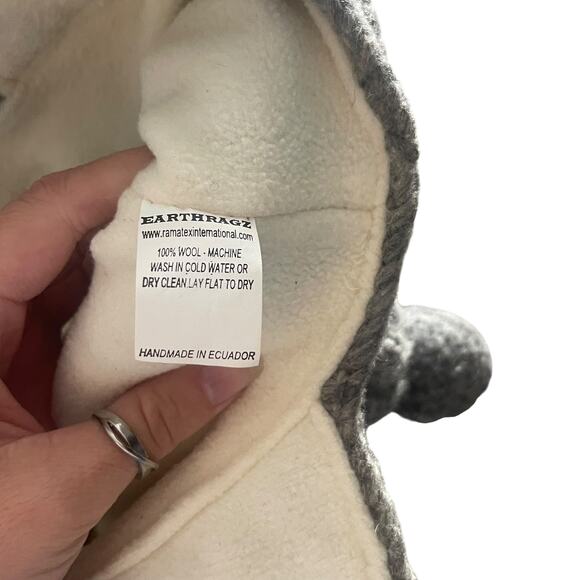 EARTHRAGZ
www.ramatexinternational.com
100% WOOL - MACHINE
WASH IN COLD WATER OR
DRY CLEAN.LAY FLAT TO DRY
HANDMADE IN ECUADOR